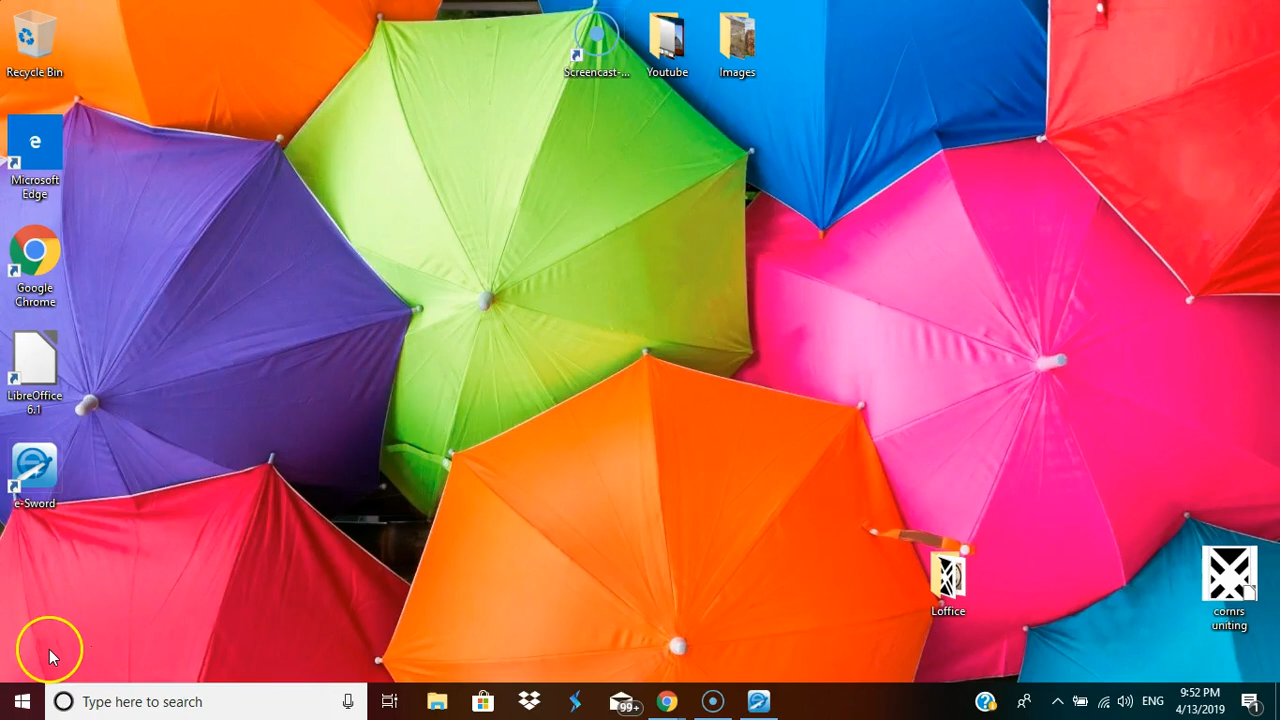 Recycle Bin
Screencast-...
Youtube
Images
Microsoft
Edge
Google
Chrome
LibreOffice
6.1
e-Sword
Loffice
cornrs
uniting
Type here to search
99+
ENG
9:52 PM
4/13/2019
1